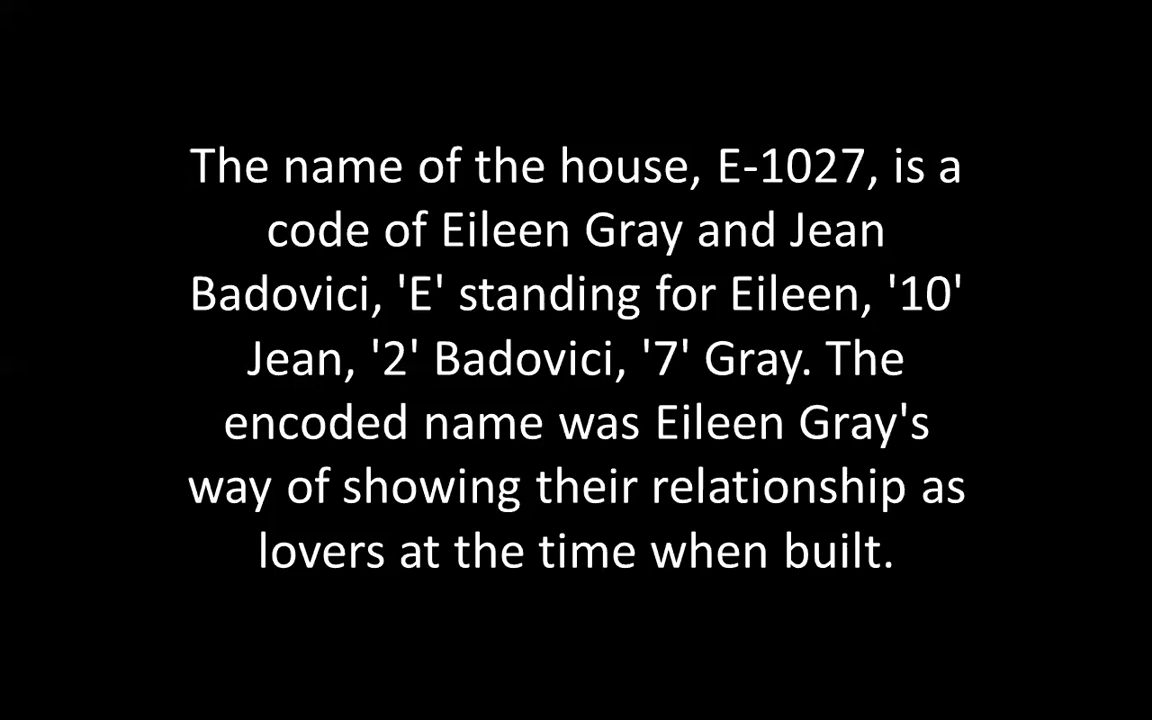 The name of the house, E-1027, is a
code of Eileen Gray and Jean
Badovici, 'E' standing for Eileen, '10'
Jean, '2' Badovici, '7' Gray. The
encoded name was Eileen Gray's
way of showing their relationship as
lovers at the time when built.